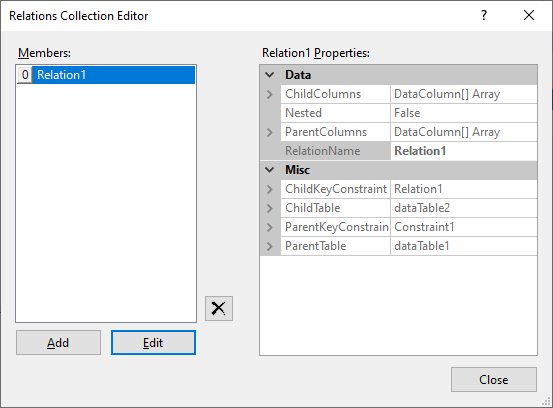 Relations Collection Editor ?
Members: Relation1 Properties:
0 Relation1
Data
ChildColumns DataColumn[] Array
Nested False
ParentColumns DataColumn[] Array
RelationName Relation1
Misc
ChildKeyConstraint Relation1
ChildTable dataTable2
ParentKeyConstrain Constraint1
ParentTable dataTable1
Add Edit
Close